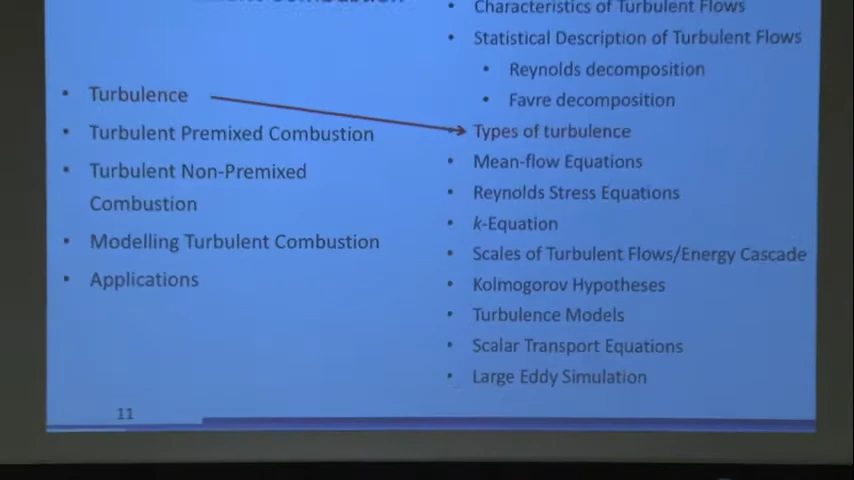 Combustion
• Turbulence
• Turbulent Premixed Combustion
• Turbulent Non-Premixed
Combustion
• Modelling Turbulent Combustion
• Applications
• Characteristics of Turbulent Flows
• Statistical Description of Turbulent Flows
• Reynolds decomposition
• Favre decomposition
Types of turbulence
• Mean-flow Equations
• Reynolds Stress Equations
• k-Equation
• Scales of Turbulent Flows/Energy Cascade
• Kolmogorov Hypotheses
• Turbulence Models
• Scalar Transport Equations
• Large Eddy Simulation
11